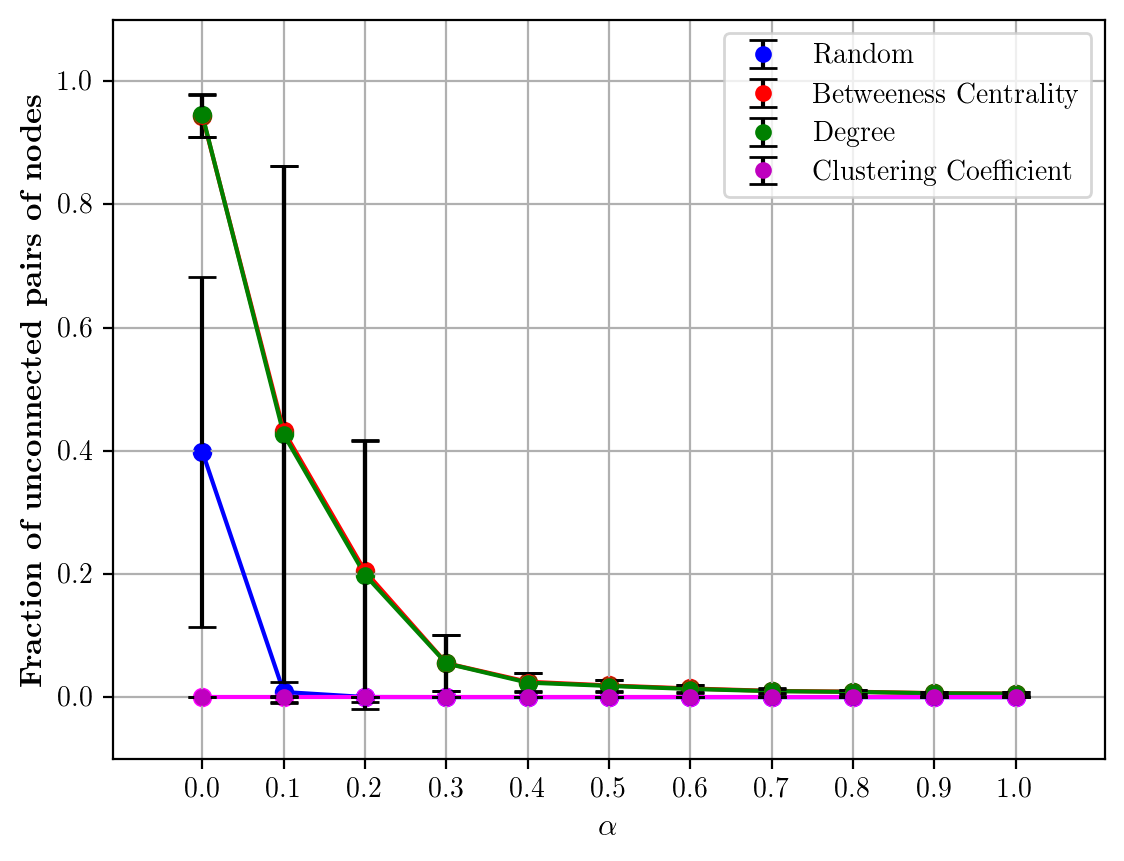 Random
Betweeness Centrality
Degree
Clustering Coefficient
Fraction of unconnected pairs of nodes
1.0
0.8
0.6
0.4
0.2
0.0
0.0 0.1 0.2 0.3 0.4 0.5 0.6 0.7 0.8 0.9 1.0
α